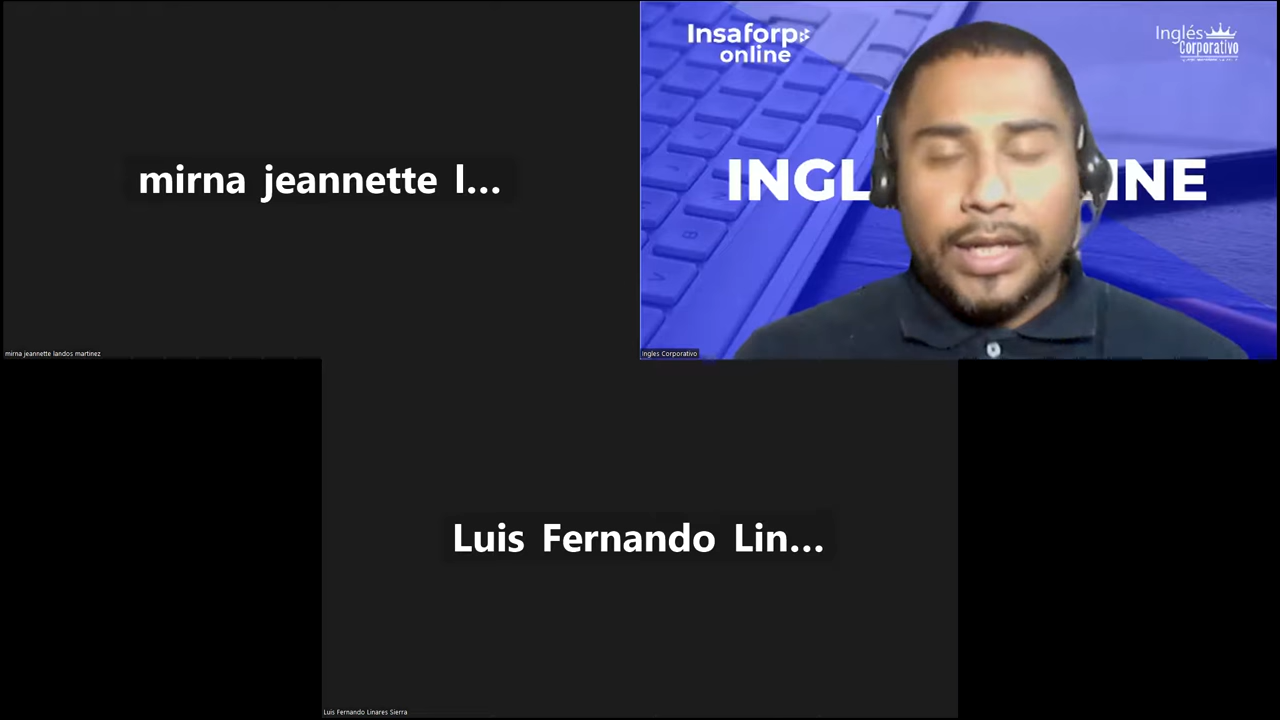 mirna jeannette l...
mirna jeannette landos martinez
Insaforp
online
Inglés
Corporativo
INGL
INE
Ingles Corporativo
Luis Fernando Lin...
Luis Fernando Linares Sierra